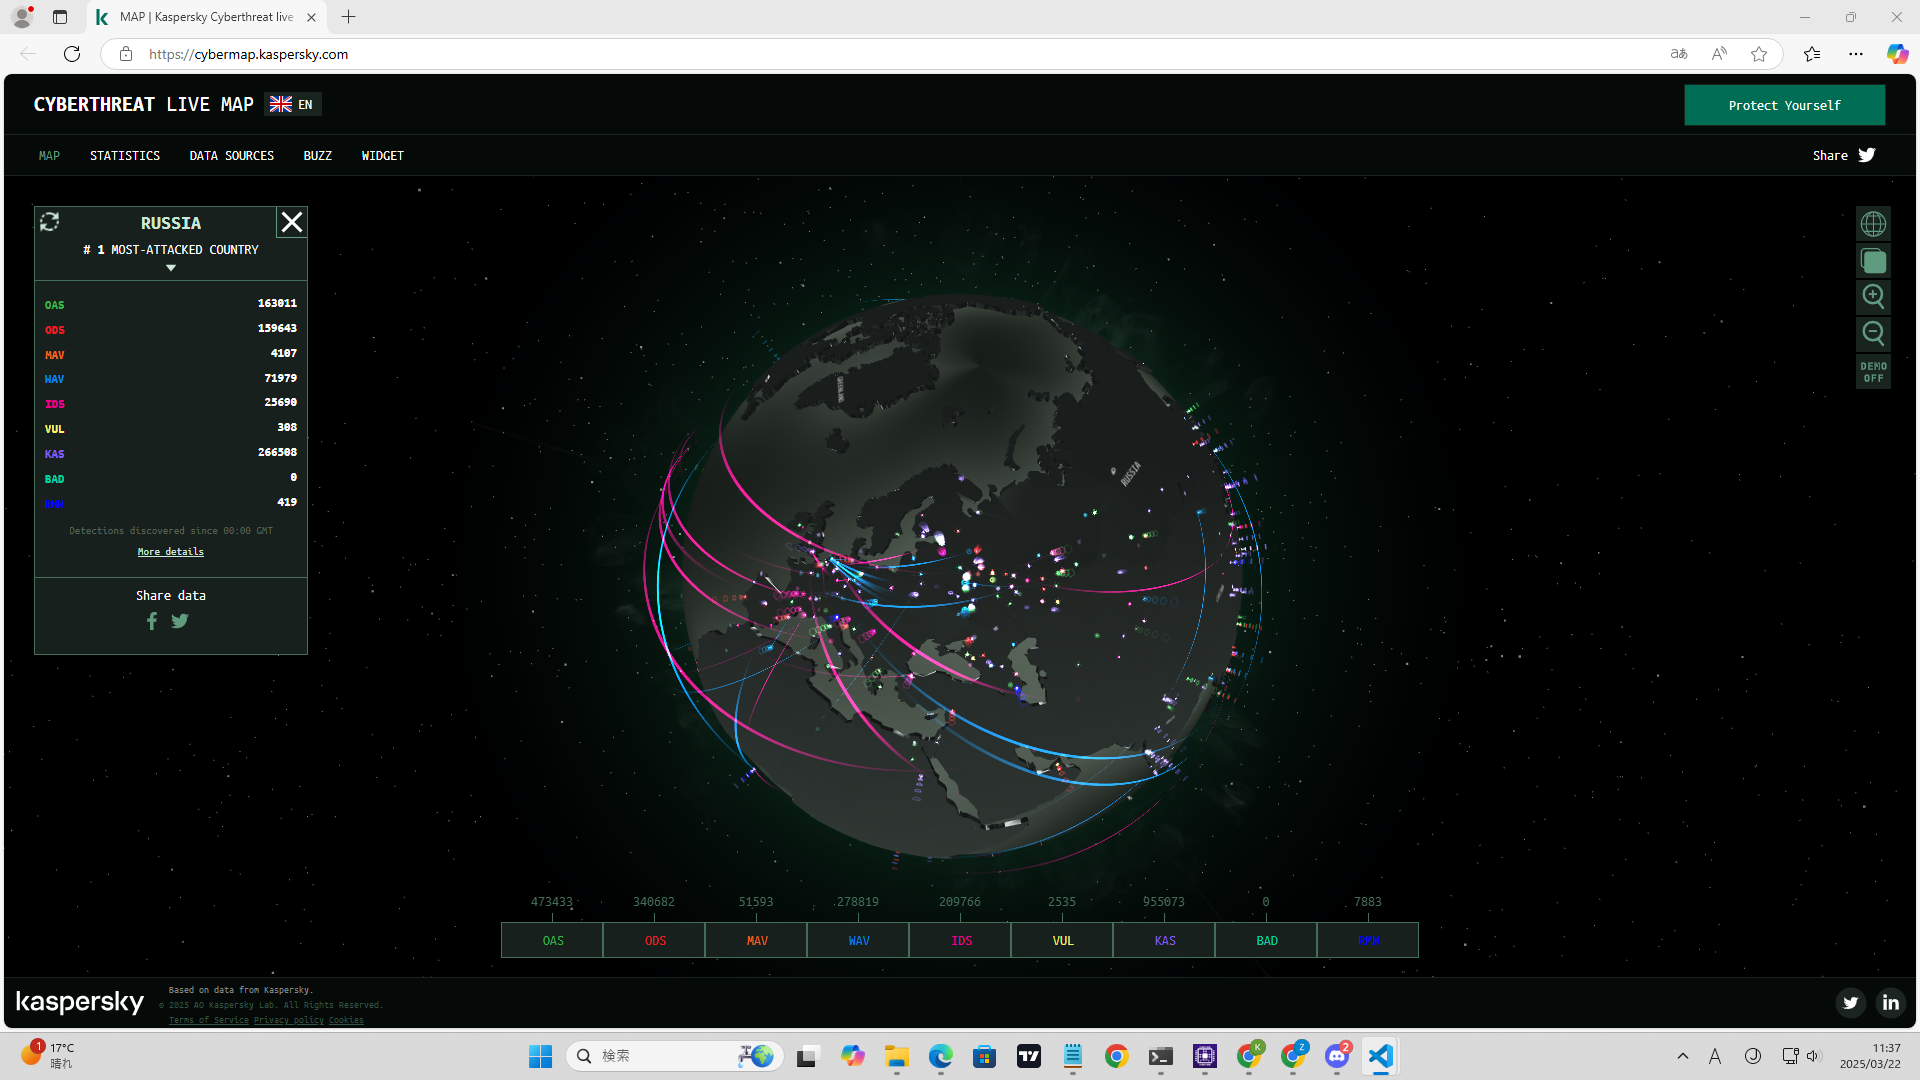 MAP | Kaspersky Cyberthreat live
https://cybermap.kaspersky.com
CYBERTHREAT LIVE MAP EN
Protect Yourself
MAP STATISTICS DATA SOURCES BUZZ WIDGET
Share
RUSSIA
# 1 MOST-ATTACKED COUNTRY
OAS 163011
ODS 159643
MAV 4107
WAV 71979
IDS 25690
VUL 308
KAS 266508
BAD 0
RMW 419
Detections discovered since 00:00 GMT
More details
Share data
DEMO
OFF
GREENLAND
RUSSIA
473433 340682 51593 278819 209766 2535 955073 0 7883
OAS ODS MAV WAV IDS VUL KAS BAD RMW
kaspersky
Based on data from Kaspersky.
© 2025 AO Kaspersky Lab. All Rights Reserved.
Terms of Service Privacy policy Cookies
1
17°C
晴れ
検索
K
Z
2
A
11:37
2025/03/22